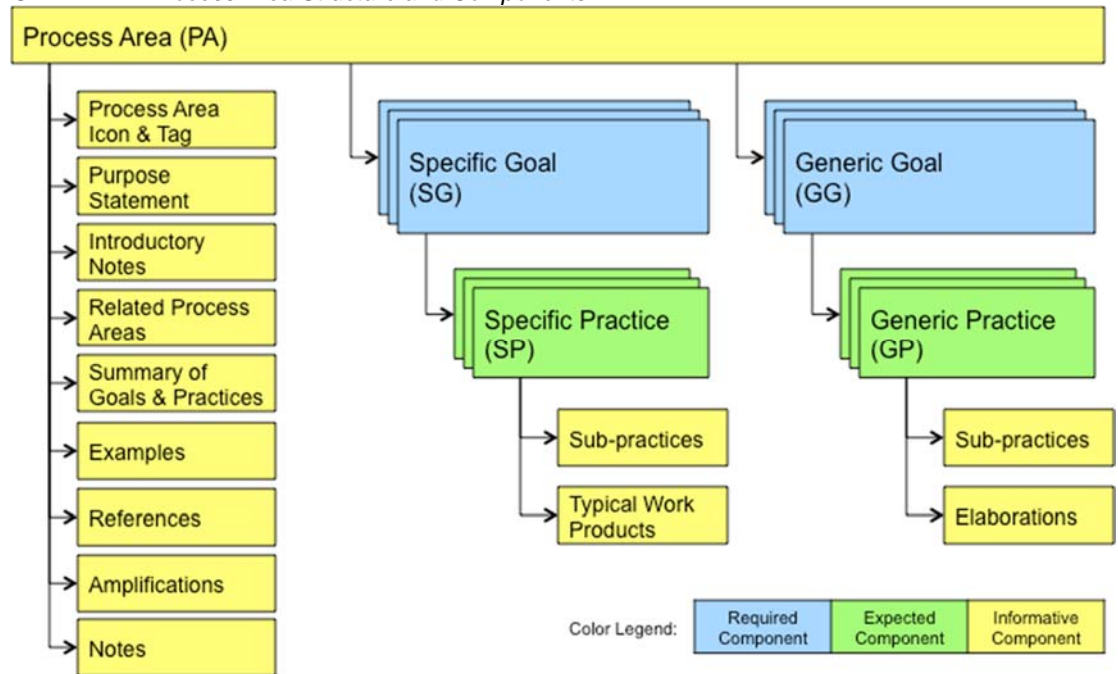 Process Area (PA)
Process Area
Icon & Tag
Purpose
Statement
Introductory
Notes
Related Process
Areas
Summary of
Goals & Practices
Examples
References
Amplifications
Notes
Specific Goal
(SG)
Specific Practice
(SP)
Sub-practices
Typical Work
Products
Generic Goal
(GG)
Generic Practice
(GP)
Sub-practices
Elaborations
Color Legend:
Required
Component
Expected
Component
Informative
Component